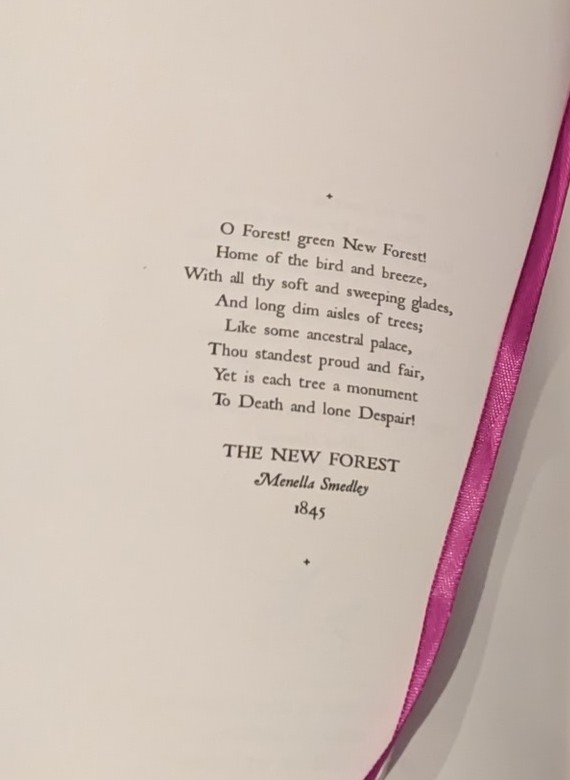 O Forest! green New Forest!
Home of the bird and breeze,
With all thy soft and sweeping glades,
And long dim aisles of trees;
Like some ancestral palace,
Thou standest proud and fair,
Yet is each tree a monument
To Death and lone Despair!
THE NEW FOREST
Menella Smedley
1845